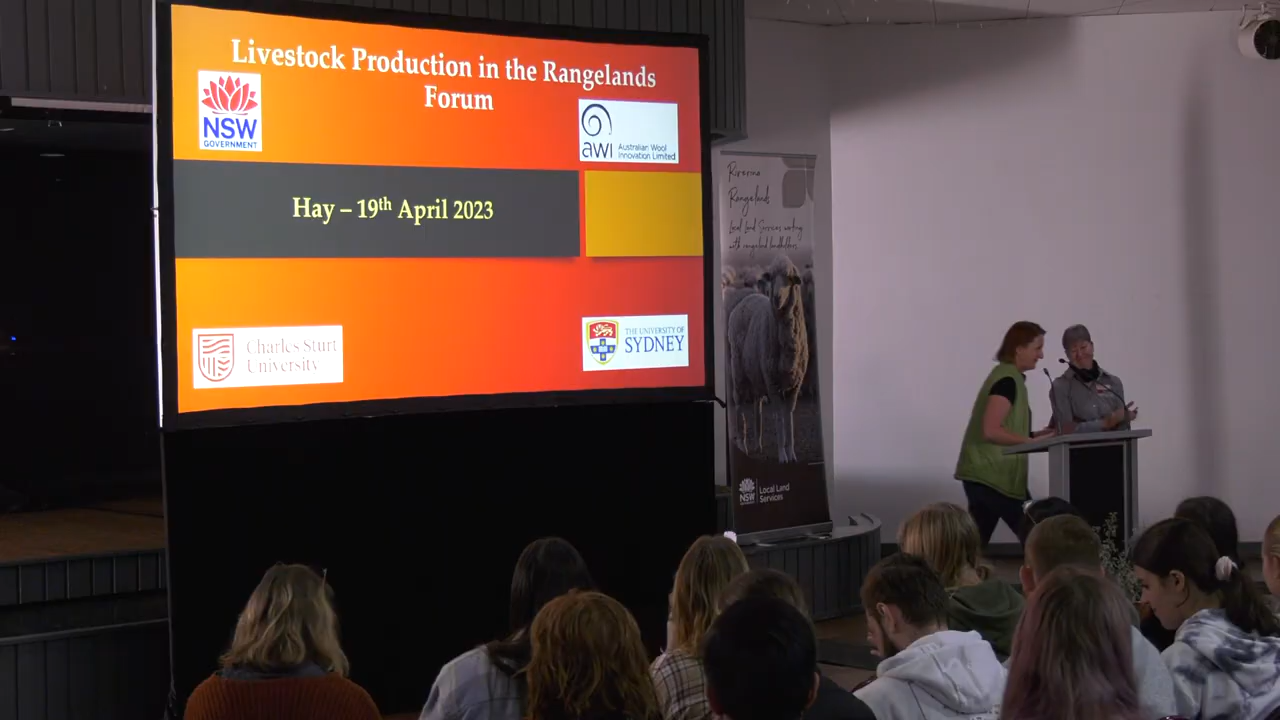 Livestock Production in the Rangelands
Forum
NSW
GOVERNMENT
awi
Australian Wool
Innovation Limited
Hay – 19th April 2023
Charles Sturt
University
THE UNIVERSITY OF
SYDNEY
Riverina
Rangelands
Local Land Services working
with rangeland landholders
NSW
Local Land
Services